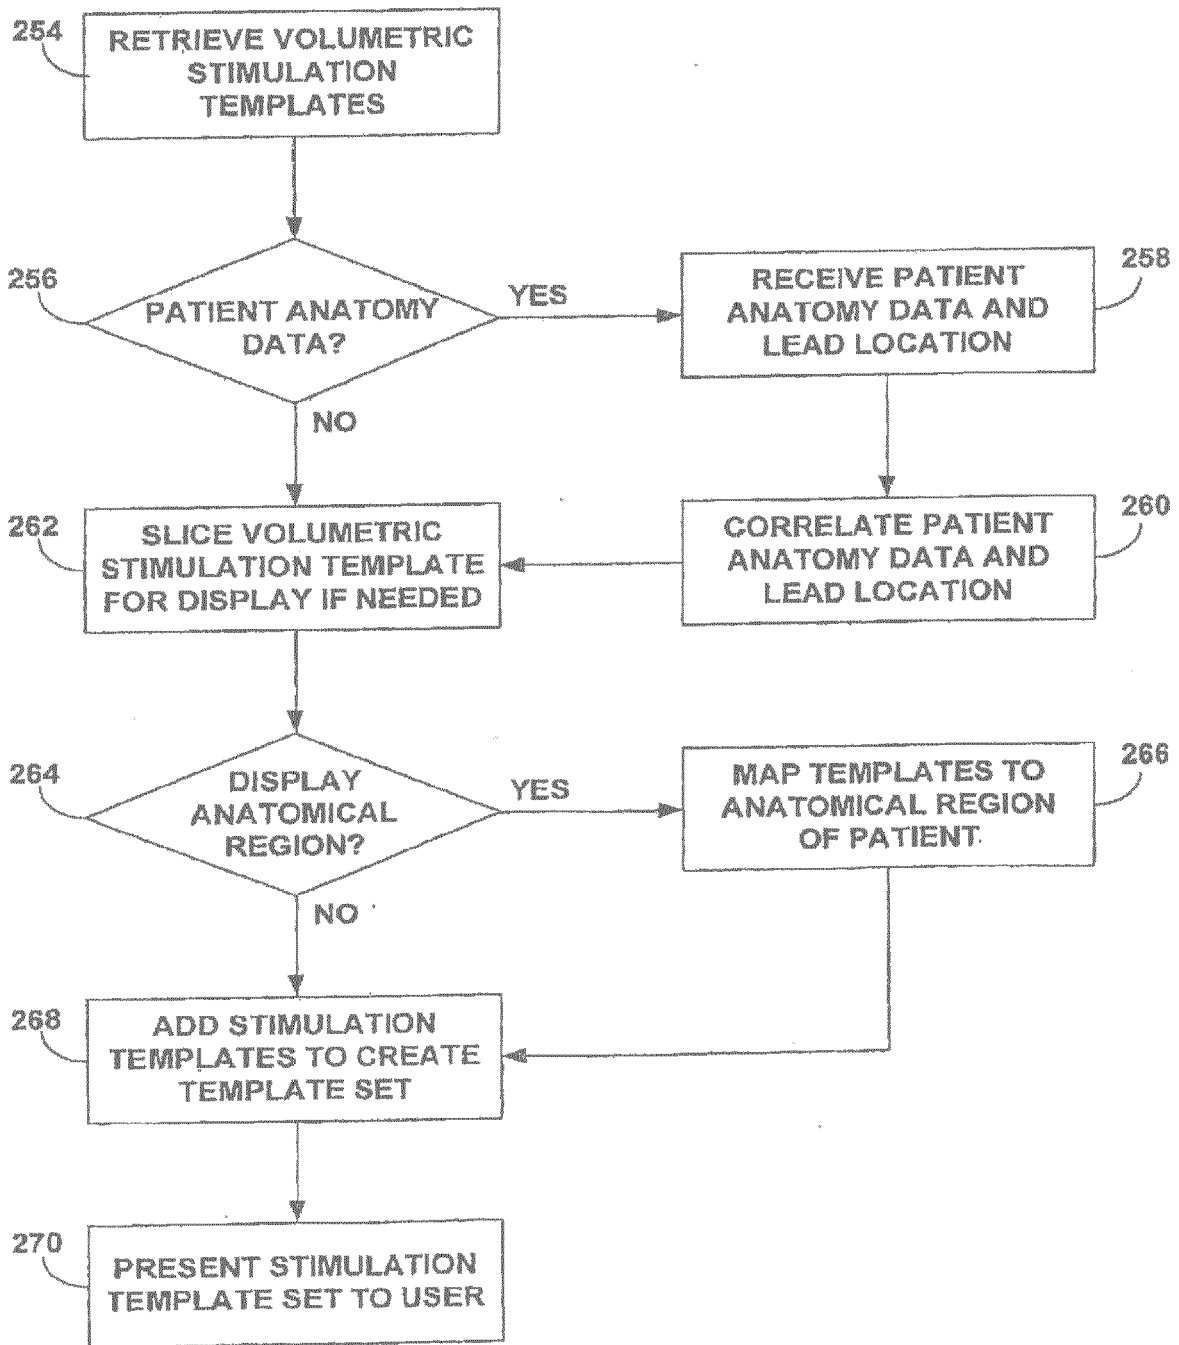 254
RETRIEVE VOLUMETRIC
STIMULATION
TEMPLATES
256
PATIENT ANATOMY
DATA?
YES
NO
258
RECEIVE PATIENT
ANATOMY DATA AND
LEAD LOCATION
260
CORRELATE PATIENT
ANATOMY DATA AND
LEAD LOCATION
262
SLICE VOLUMETRIC
STIMULATION TEMPLATE
FOR DISPLAY IF NEEDED
264
DISPLAY
ANATOMICAL
REGION?
YES
NO
266
MAP TEMPLATES TO
ANATOMICAL REGION
OF PATIENT
268
ADD STIMULATION
TEMPLATES TO CREATE
TEMPLATE SET
270
PRESENT STIMULATION
TEMPLATE SET TO USER